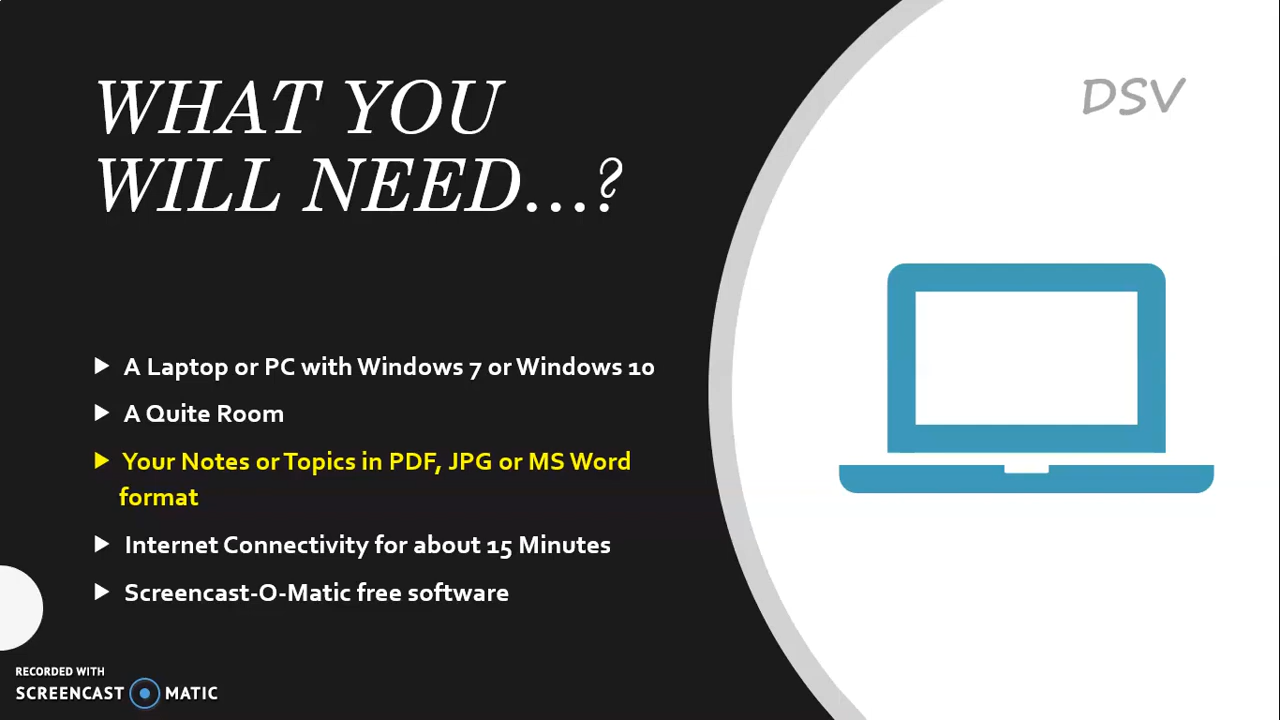 WHAT YOU
WILL NEED...?
DSV
A Laptop or PC with Windows 7 or Windows 10
A Quite Room
Your Notes or Topics in PDF, JPG or MS Word
format
Internet Connectivity for about 15 Minutes
Screencast-O-Matic free software
RECORDED WITH
SCREENCAST MATIC